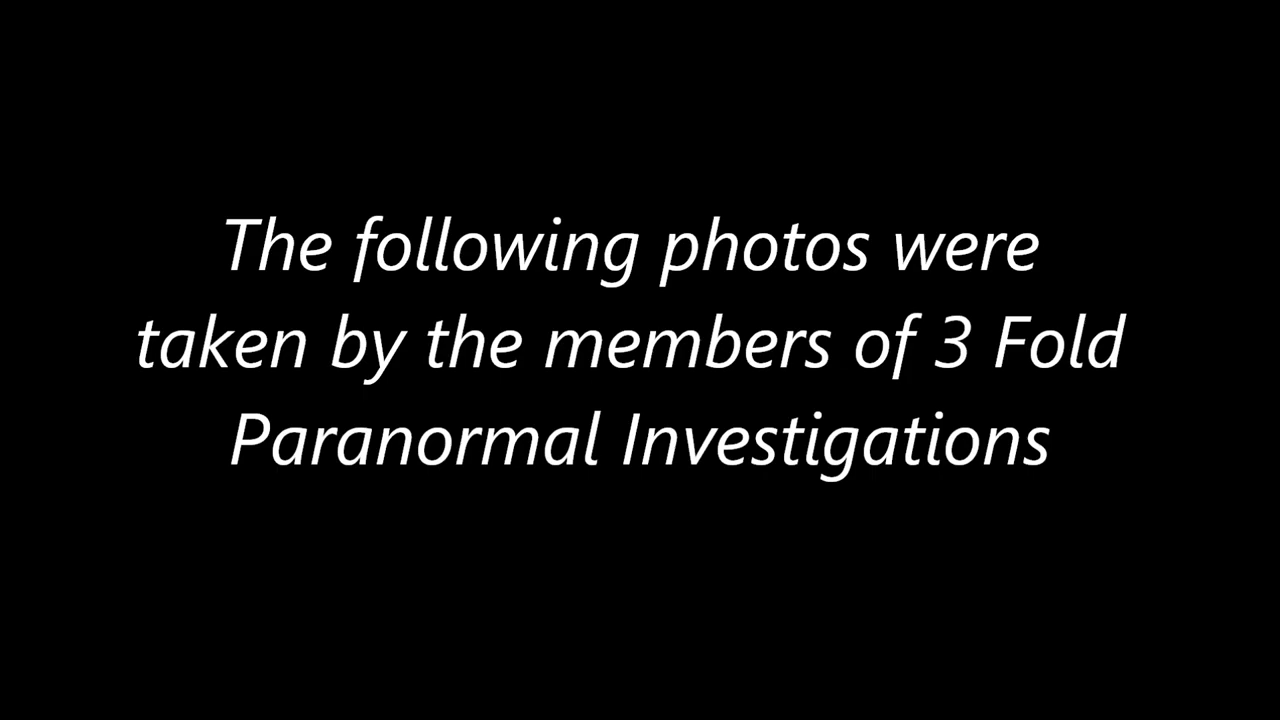 The following photos were
taken by the members of 3 Fold
Paranormal Investigations